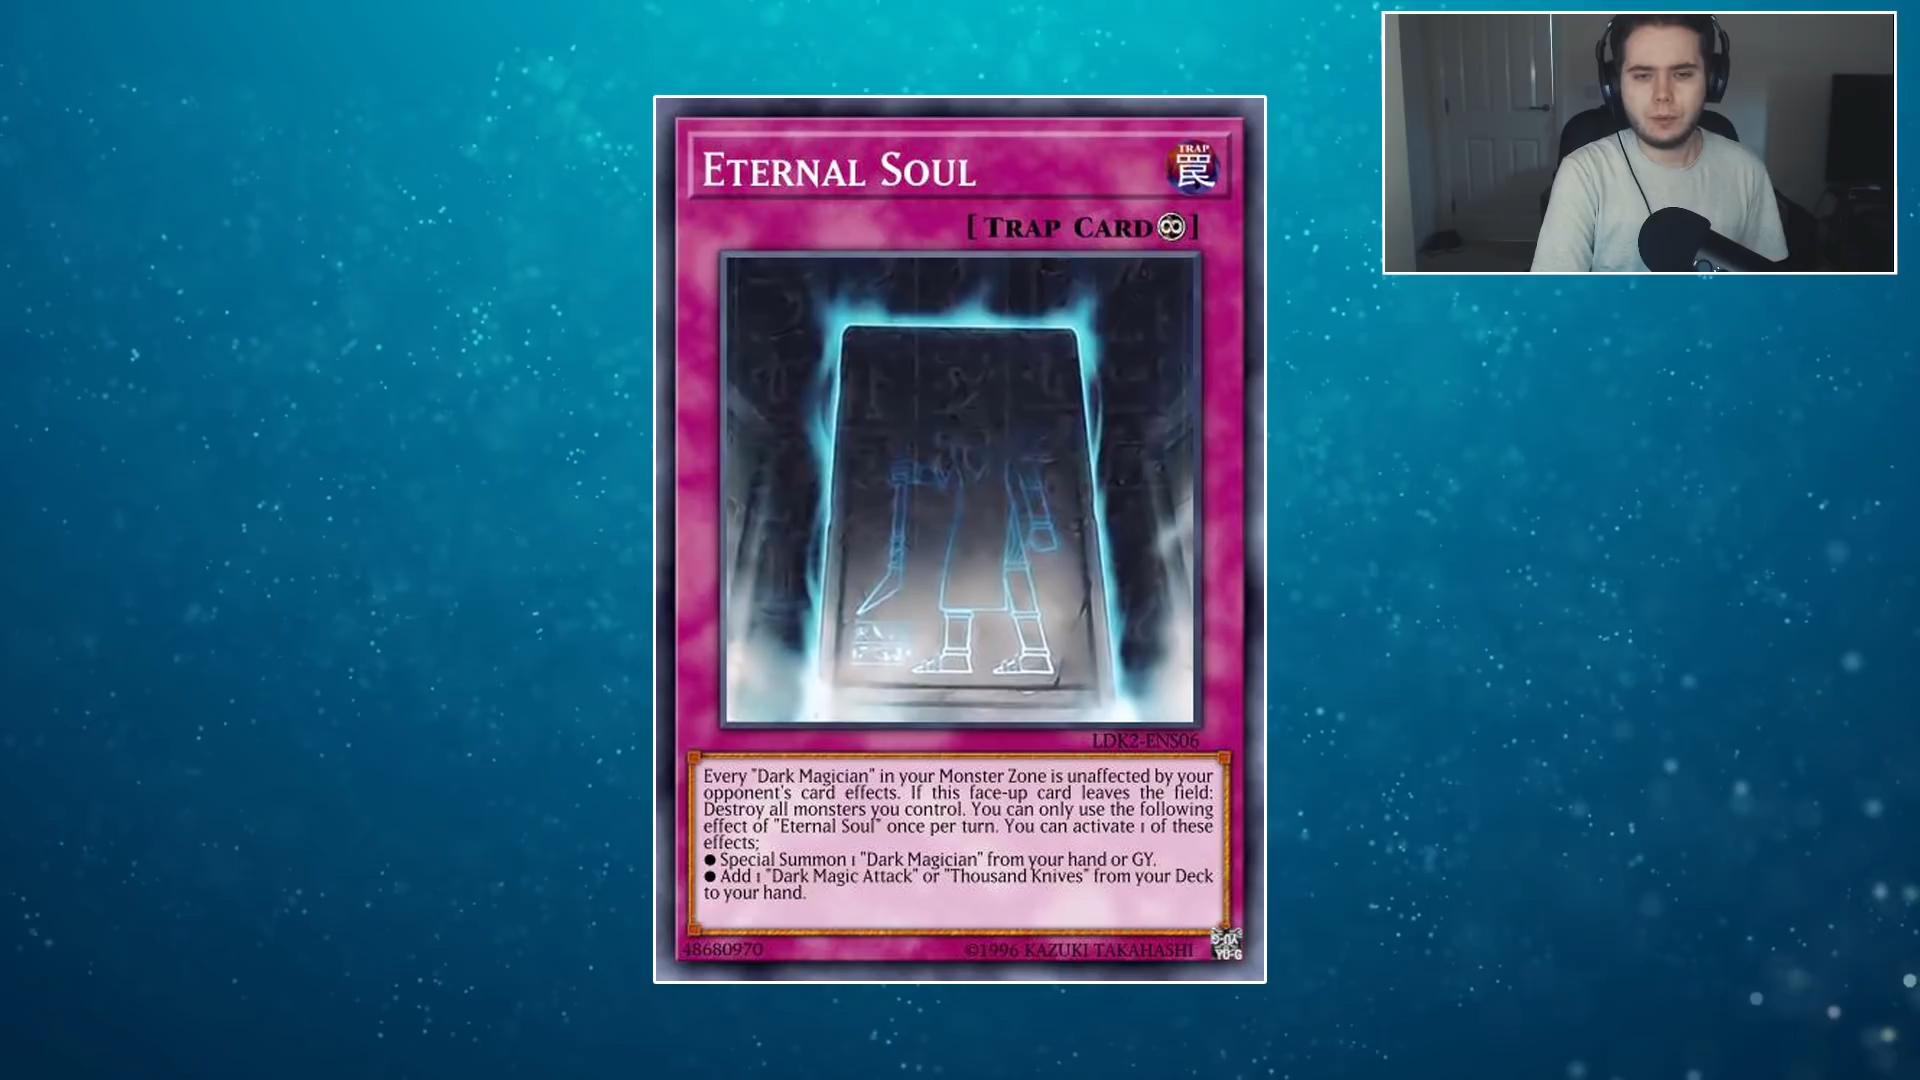 ETERNAL SOUL
TRAP
罠
[TRAP CARD ]
LDK2-ENS06
Every "Dark Magician" in your Monster Zone is unaffected by your
opponent's card effects. If this face-up card leaves the field:
Destroy all monsters you control. You can only use the following
effect of "Eternal Soul" once per turn. You can activate 1 of these
effects;
● Special Summon 1 "Dark Magician" from your hand or GY.
● Add 1 "Dark Magic Attack" or "Thousand Knives" from your Deck
to your hand.
48680970
©1996 KAZUKI TAKAHASHI